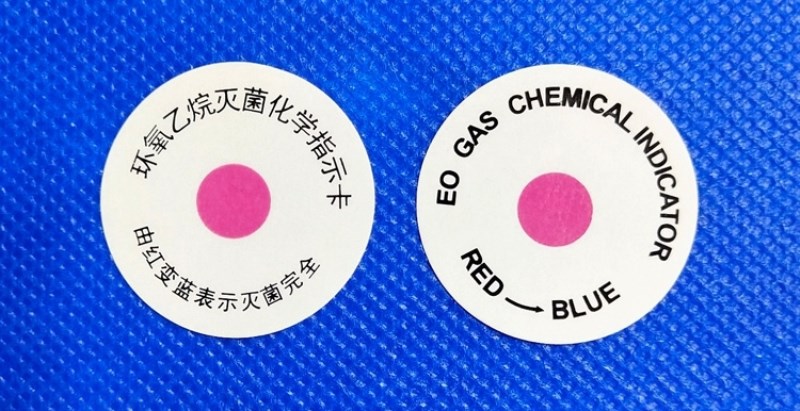 环氧乙烷灭菌化学指示卡
由红变蓝表示灭菌完全
EO GAS CHEMICAL INDICATOR
RED → BLUE